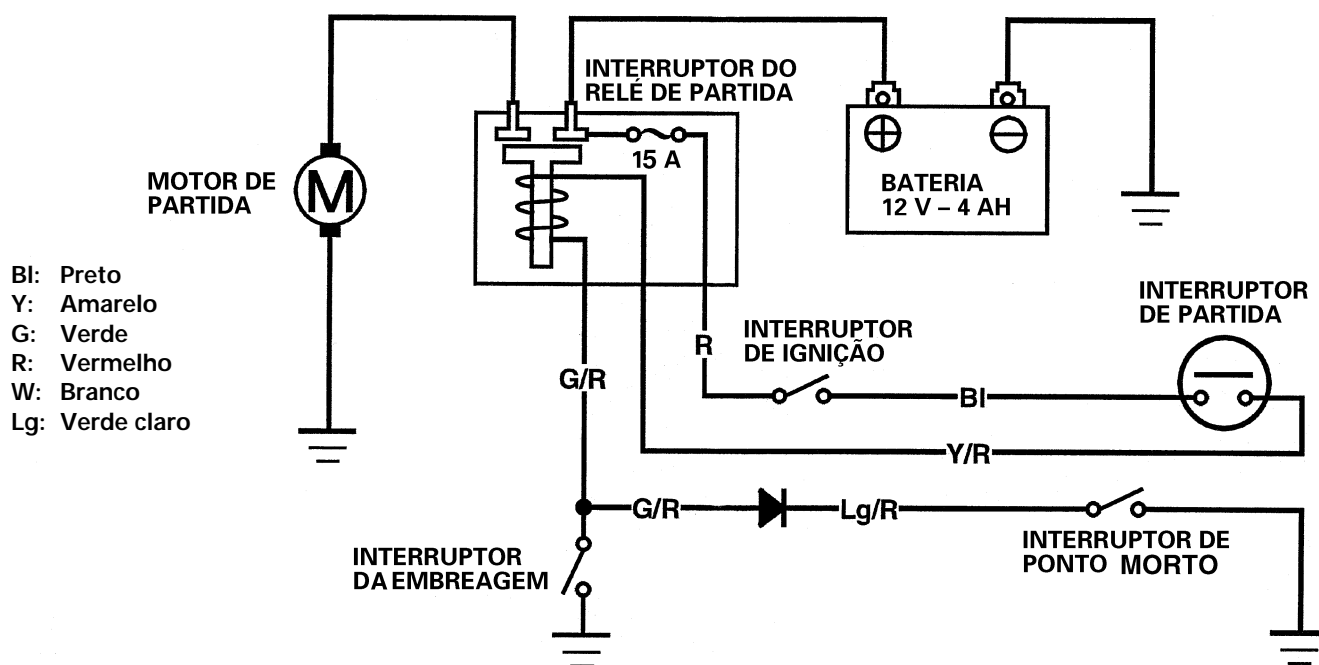 INTERRUPTOR DO
RELÉ DE PARTIDA
15 A
MOTOR DE
PARTIDA
M
BATERIA
12 V – 4 AH
Bl: Preto
Y: Amarelo
G: Verde
R: Vermelho
W: Branco
Lg: Verde claro
INTERRUPTOR
DE PARTIDA
INTERRUPTOR
DE IGNIÇÃO
R
G/R
Bl
Y/R
G/R
Lg/R
INTERRUPTOR
DA EMBREAGEM
INTERRUPTOR DE
PONTO MORTO